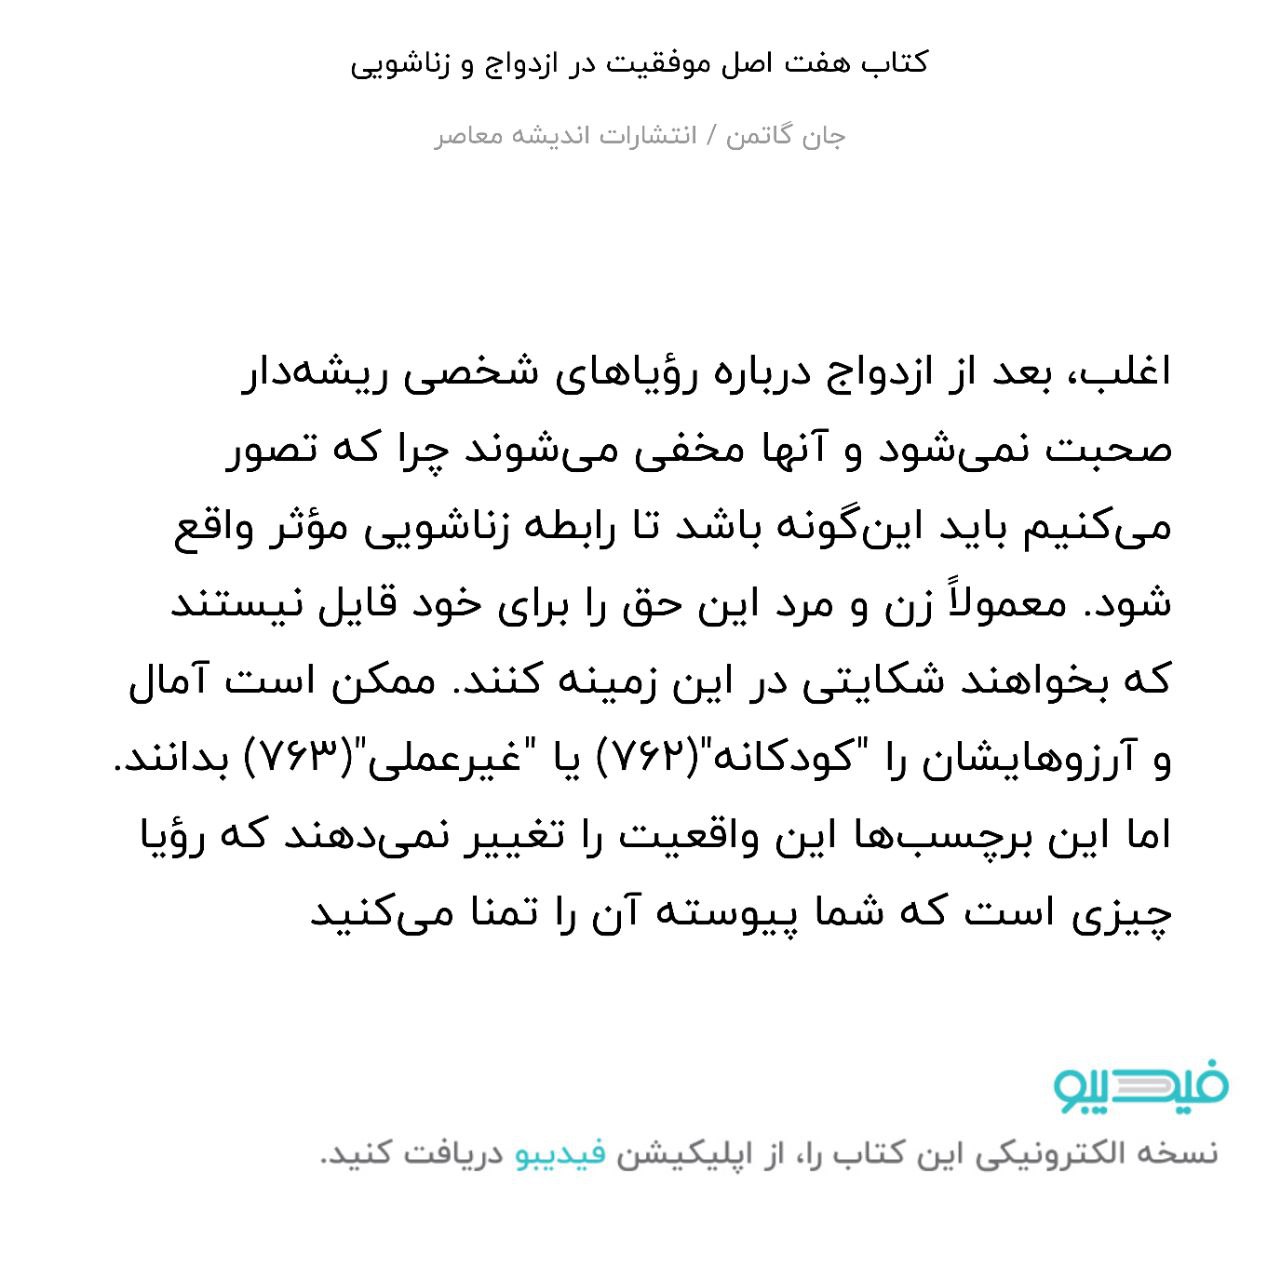 کتاب هفت اصل موفقیت در ازدواج و زناشویی
جان گاتمن / انتشارات اندیشه معاصر
اغلب، بعد از ازدواج درباره رؤیاهای شخصی ریشه‌دار
صحبت نمی‌شود و آنها مخفی می‌شوند چرا که تصور
می‌کنیم باید این‌گونه باشد تا رابطه زناشویی مؤثر واقع
شود. معمولاً زن و مرد این حق را برای خود قایل نیستند
که بخواهند شکایتی در این زمینه کنند. ممکن است آمال
و آرزوهایشان را "کودکانه"(۷۶۲) یا "غیرعملی"(۷۶۳) بدانند.
اما این برچسب‌ها این واقعیت را تغییر نمی‌دهند که رؤیا
چیزی است که شما پیوسته آن را تمنا می‌کنید
فیدیبو
نسخه الکترونیکی این کتاب را، از اپلیکیشن فیدیبو دریافت کنید.